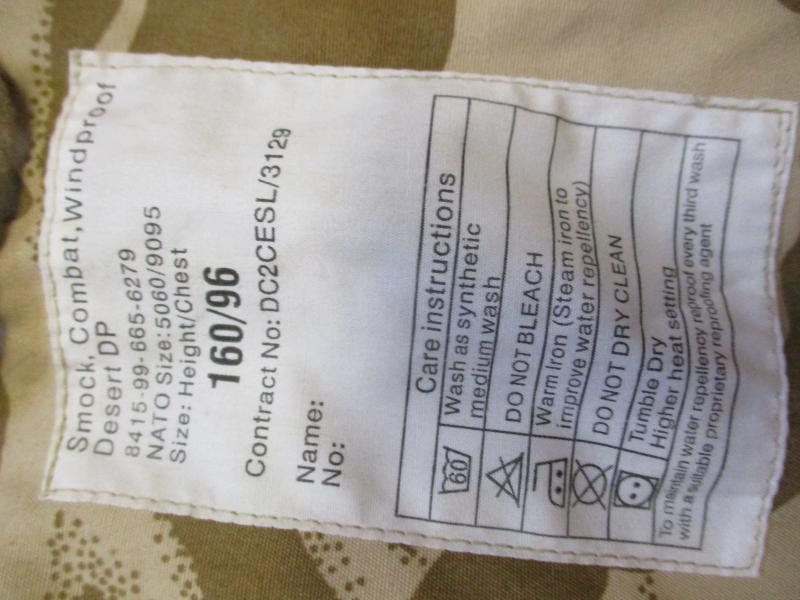 Smock, Combat,Windproof
Desert DP
8415-99-665-6279
NATO Size:5060/9095
Size: Height/Chest
160/96
Contract No: DC2CESL/3129
Name:
No:
Care instructions
60
Wash as synthetic
medium wash
DO NOT BLEACH
Warm Iron (Steam iron to
improve water repellency)
DO NOT DRY CLEAN
Tumble Dry
Higher heat setting
To maintain water repellency reproof every third wash
with a suitable proprietary reproofing agent